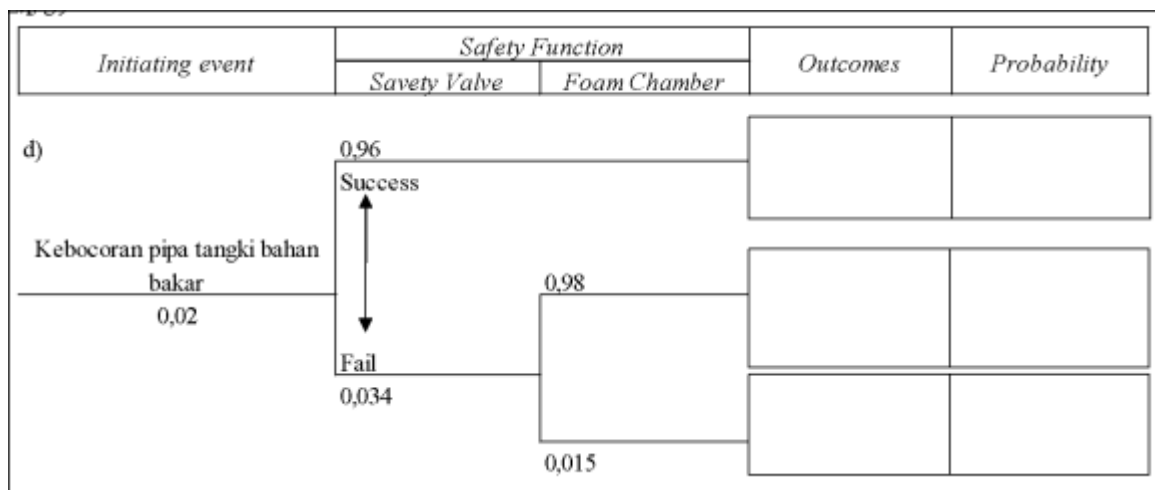 Initiating event
Safety Function
Outcomes
Probability
Savety Valve
Foam Chamber
d)
0,96
Success
Kebocoran pipa tangki bahan
bakar
0,02
0,98
Fail
0,034
0,015